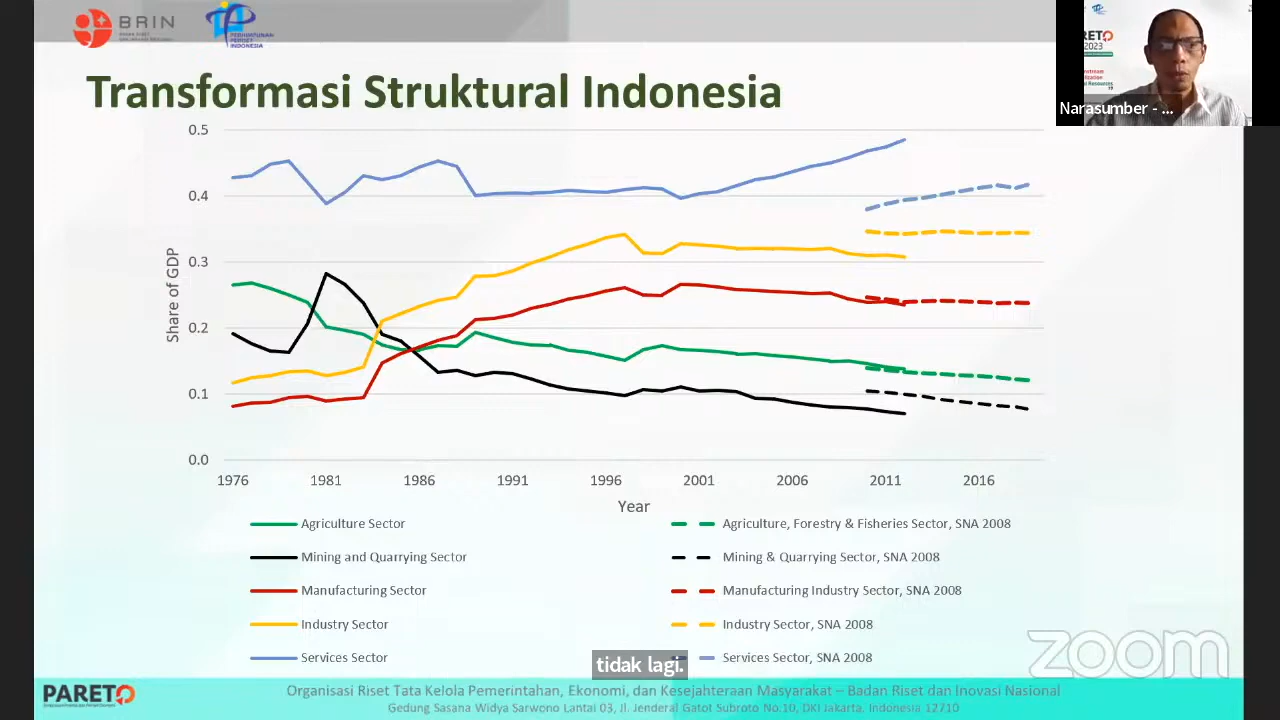 BRIN
PERHIMPUNAN
PERISET
INDONESIA
RETO
2023
Narasumber - ...
Transformasi Struktural Indonesia
0.5
0.4
0.3
0.2
0.1
0.0
Share of GDP
1976 1981 1986 1991 1996 2001 2006 2011 2016
Year
Agriculture Sector
Agriculture, Forestry & Fisheries Sector, SNA 2008
Mining and Quarrying Sector
Mining & Quarrying Sector, SNA 2008
Manufacturing Sector
Manufacturing Industry Sector, SNA 2008
Industry Sector
Industry Sector, SNA 2008
Services Sector
Services Sector, SNA 2008
tidak lagi.
zoom
PARETO
Organisasi Riset Tata Kelola Pemerintahan, Ekonomi, dan Kesejahteraan Masyarakat – Badan Riset dan Inovasi Nasional
Gedung Sasana Widya Sarwono Lantai 03, Jl. Jenderal Gatot Subroto No.10, DKI Jakarta, Indonesia 12710